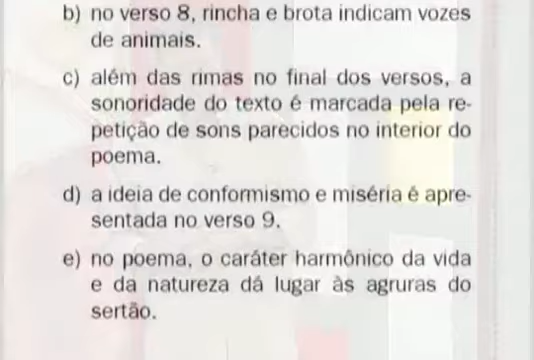 b) no verso 8, rincha e brota indicam vozes
de animais.
c) além das rimas no final dos versos, a
sonoridade do texto é marcada pela re-
petição de sons parecidos no interior do
poema.
d) a ideia de conformismo e miséria é apre-
sentada no verso 9.
e) no poema, o caráter harmônico da vida
e da natureza dá lugar às agruras do
sertão.